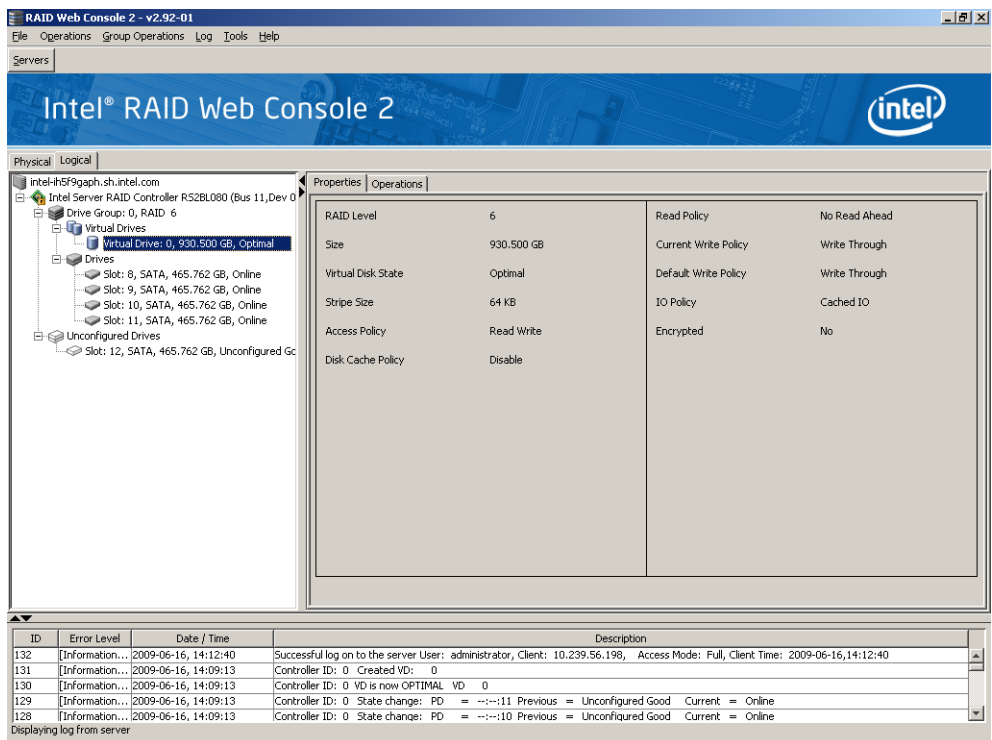 RAID Web Console 2 - v2.92-01
File Operations Group Operations Log Tools Help
Servers
Intel® RAID Web Console 2
intel
Physical Logical
intel-ih5f9gaph.sh.intel.com
Intel Server RAID Controller RS2BL080 (Bus 11,Dev 0
Drive Group: 0, RAID 6
Virtual Drives
Virtual Drive: 0, 930.500 GB, Optimal
Drives
Slot: 8, SATA, 465.762 GB, Online
Slot: 9, SATA, 465.762 GB, Online
Slot: 10, SATA, 465.762 GB, Online
Slot: 11, SATA, 465.762 GB, Online
Unconfigured Drives
Slot: 12, SATA, 465.762 GB, Unconfigured Go
Properties Operations
RAID Level 6
Size 930.500 GB
Virtual Disk State Optimal
Stripe Size 64 KB
Access Policy Read Write
Disk Cache Policy Disable
Read Policy No Read Ahead
Current Write Policy Write Through
Default Write Policy Write Through
IO Policy Cached IO
Encrypted No
ID Error Level Date / Time Description
132 [Information... 2009-06-16, 14:12:40 Successful log on to the server User: administrator, Client: 10.239.56.198, Access Mode: Full, Client Time: 2009-06-16,14:12:40
131 [Information... 2009-06-16, 14:09:13 Controller ID: 0 Created VD: 0
130 [Information... 2009-06-16, 14:09:13 Controller ID: 0 VD is now OPTIMAL VD 0
129 [Information... 2009-06-16, 14:09:13 Controller ID: 0 State change: PD = --:--:11 Previous = Unconfigured Good Current = Online
128 [Information... 2009-06-16, 14:09:13 Controller ID: 0 State change: PD = --:--:10 Previous = Unconfigured Good Current = Online
Displaying log from server